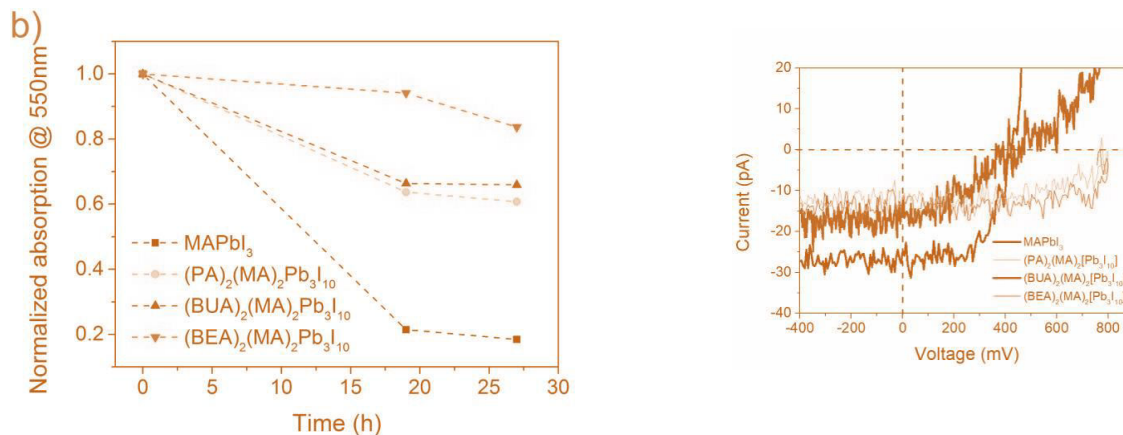 b)
Normalized absorption @ 550nm
1.0
0.8
0.6
0.4
0.2
MAPbI₃
(PA)₂(MA)₂Pb₃I₁₀
(BUA)₂(MA)₂Pb₃I₁₀
(BEA)₂(MA)₂Pb₃I₁₀
0 5 10 15 20 25 30
Time (h)
Current (pA)
20
10
0
-10
-20
-30
-40
MAPbI₃
(PA)₂(MA)₂[Pb₃I₁₀]
(BUA)₂(MA)₂[Pb₃I₁₀]
(BEA)₂(MA)₂[Pb₃I₁₀]
-400 -200 0 200 400 600 800
Voltage (mV)